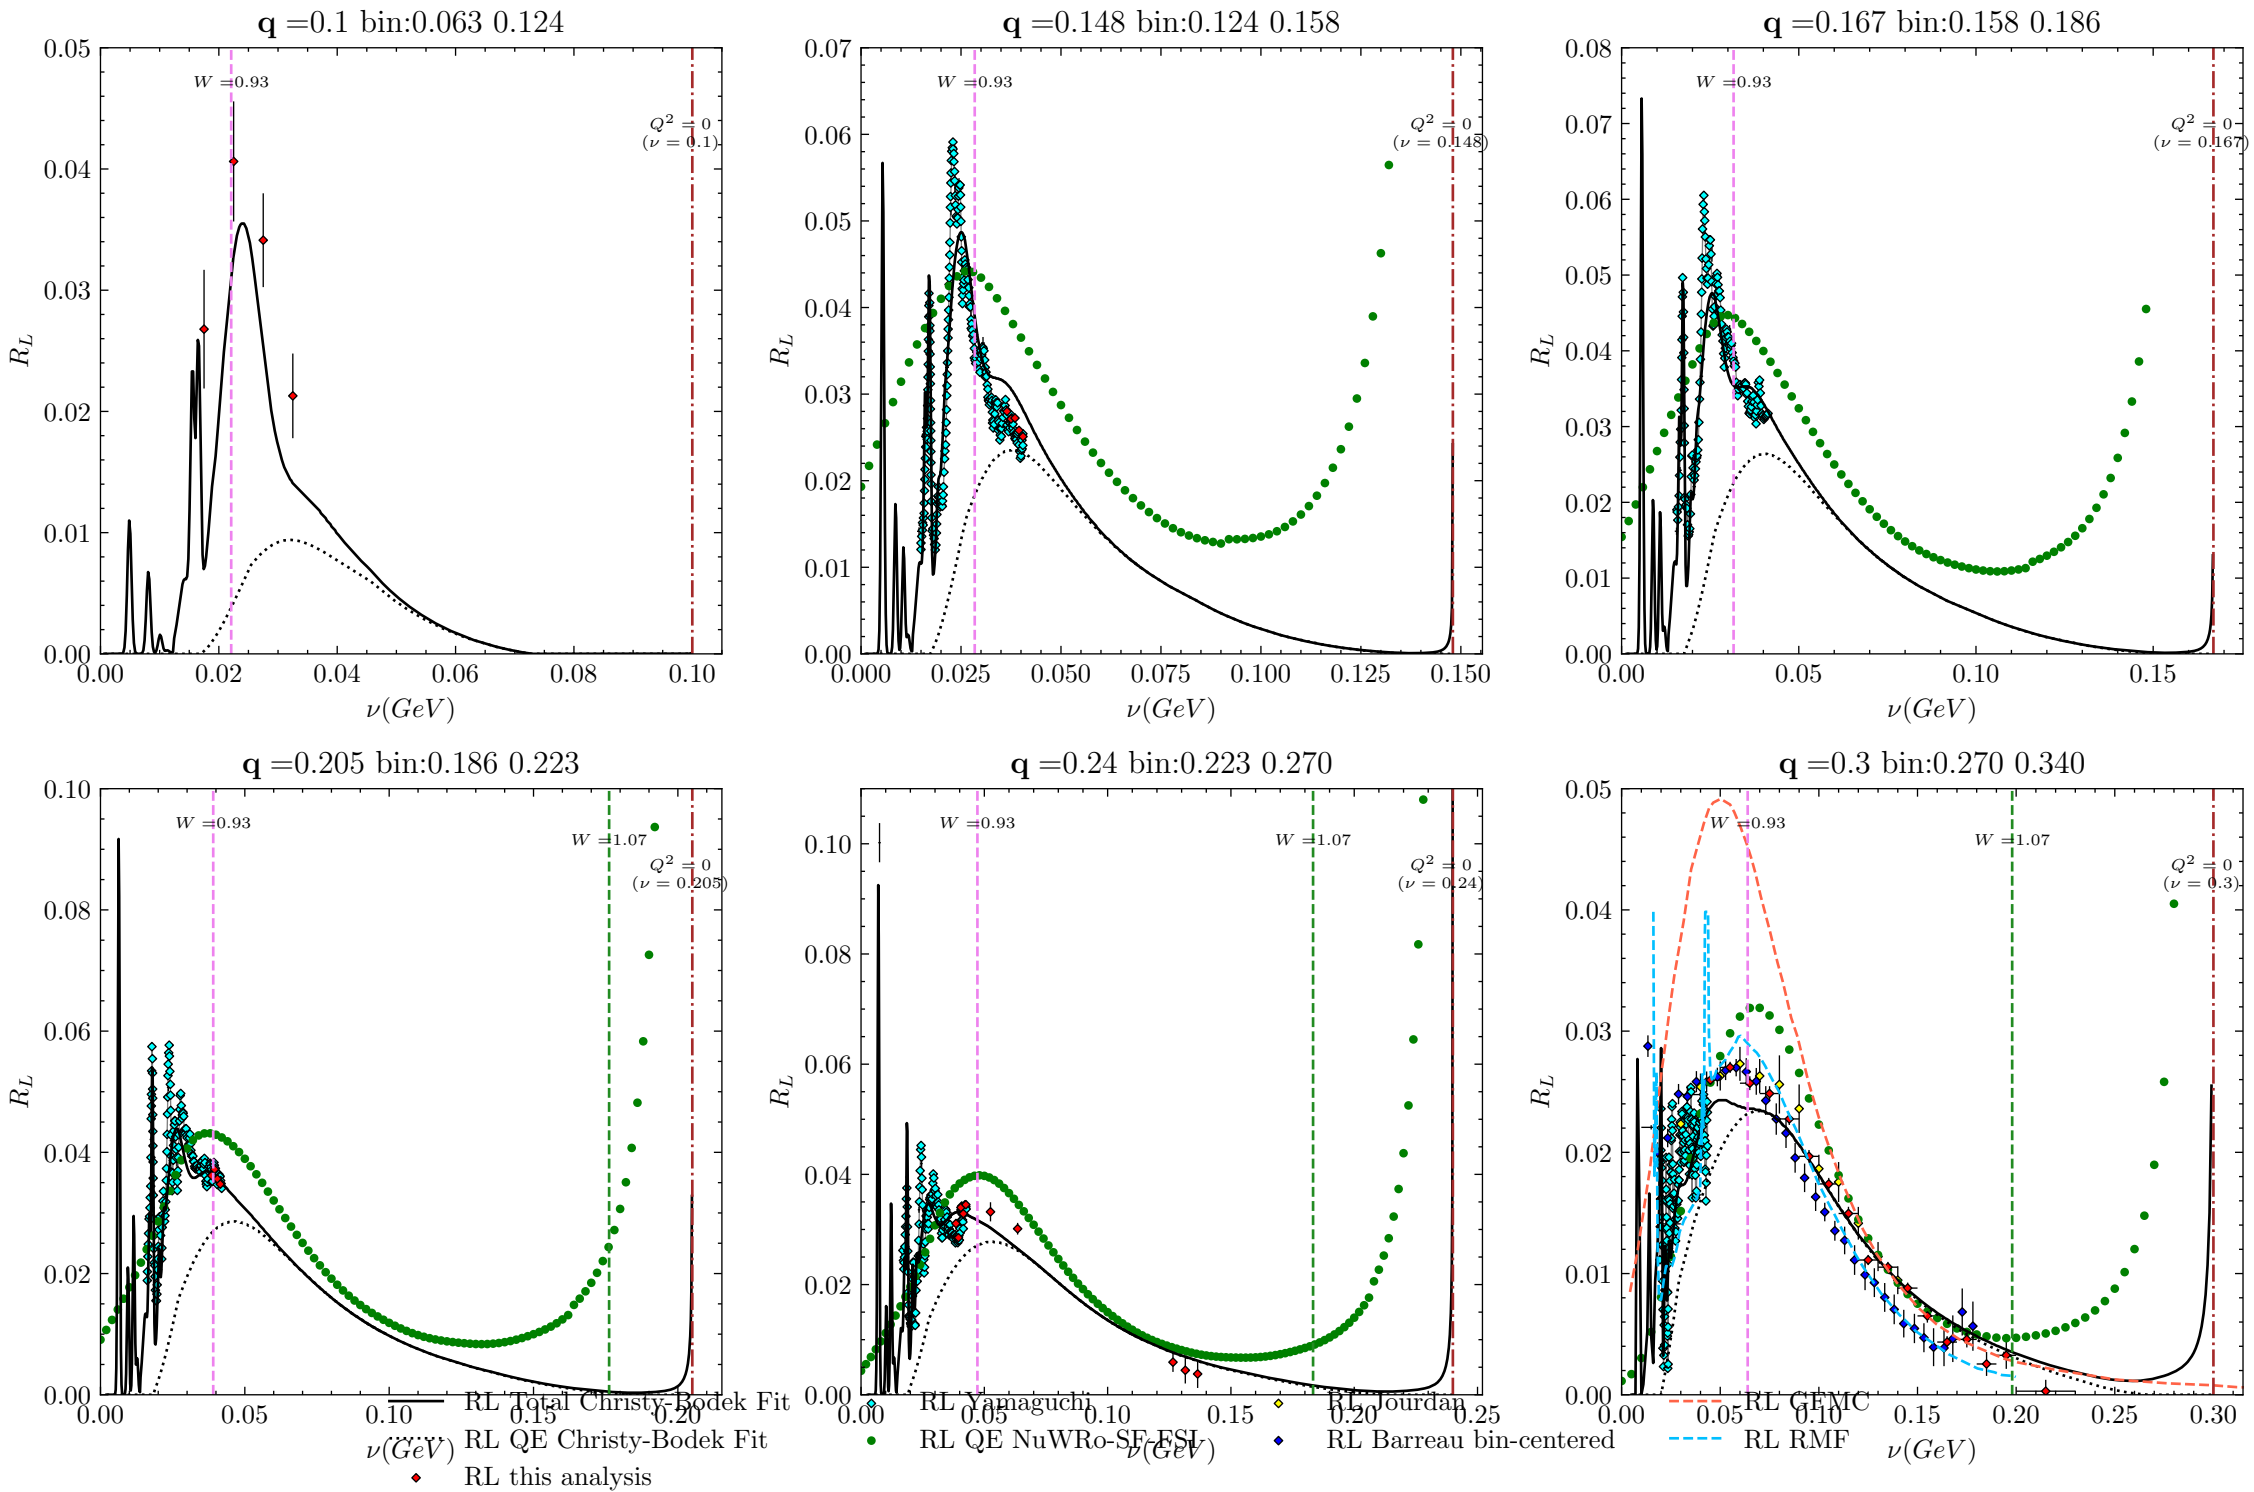 q =0.1 bin:0.063 0.124
q =0.148 bin:0.124 0.158
q =0.167 bin:0.158 0.186
0.05
0.04
0.03
0.02
0.01
0.00
R_L
W =0.93
Q² = 0
(ν = 0.1)
0.00 0.02 0.04 0.06 0.08 0.10
ν(GeV)
0.07
0.06
0.05
0.04
0.03
0.02
0.01
0.00
R_L
W =0.93
Q² = 0
(ν = 0.148)
0.000 0.025 0.050 0.075 0.100 0.125 0.150
ν(GeV)
0.08
0.07
0.06
0.05
0.04
0.03
0.02
0.01
0.00
R_L
W =0.93
Q² = 0
(ν = 0.167)
0.00 0.05 0.10 0.15
ν(GeV)
q =0.205 bin:0.186 0.223
q =0.24 bin:0.223 0.270
q =0.3 bin:0.270 0.340
0.10
0.08
0.06
0.04
0.02
0.00
R_L
W =0.93
W =1.07
Q² = 0
(ν = 0.205)
0.00 0.05 0.10 0.15 0.20
ν(GeV)
0.10
0.08
0.06
0.04
0.02
0.00
R_L
W =0.93
W =1.07
Q² = 0
(ν = 0.24)
0.00 0.05 0.10 0.15 0.20 0.25
ν(GeV)
0.05
0.04
0.03
0.02
0.01
0.00
R_L
W =0.93
W =1.07
Q² = 0
(ν = 0.3)
0.00 0.05 0.10 0.15 0.20 0.25 0.30
ν(GeV)
RL Total Christy-Bodek Fit
RL QE Christy-Bodek Fit
RL this analysis
RL Yamaguchi
RL QE NuWRo-SF-FSI
RL Jourdan
RL Barreau bin-centered
RL GFMC
RL RMF